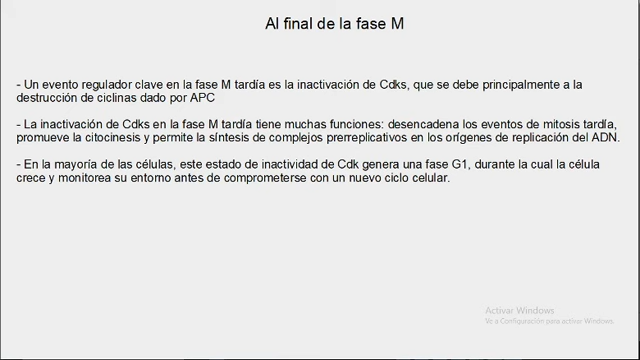 Al final de la fase M
- Un evento regulador clave en la fase M tardía es la inactivación de Cdks, que se debe principalmente a la
destrucción de ciclinas dado por APC
- La inactivación de Cdks en la fase M tardía tiene muchas funciones: desencadena los eventos de mitosis tardía,
promueve la citocinesis y permite la síntesis de complejos prerreplicativos en los orígenes de replicación del ADN.
- En la mayoría de las células, este estado de inactividad de Cdk genera una fase G1, durante la cual la célula
crece y monitorea su entorno antes de comprometerse con un nuevo ciclo celular.
Activar Windows
Ve a Configuración para activar Windows.